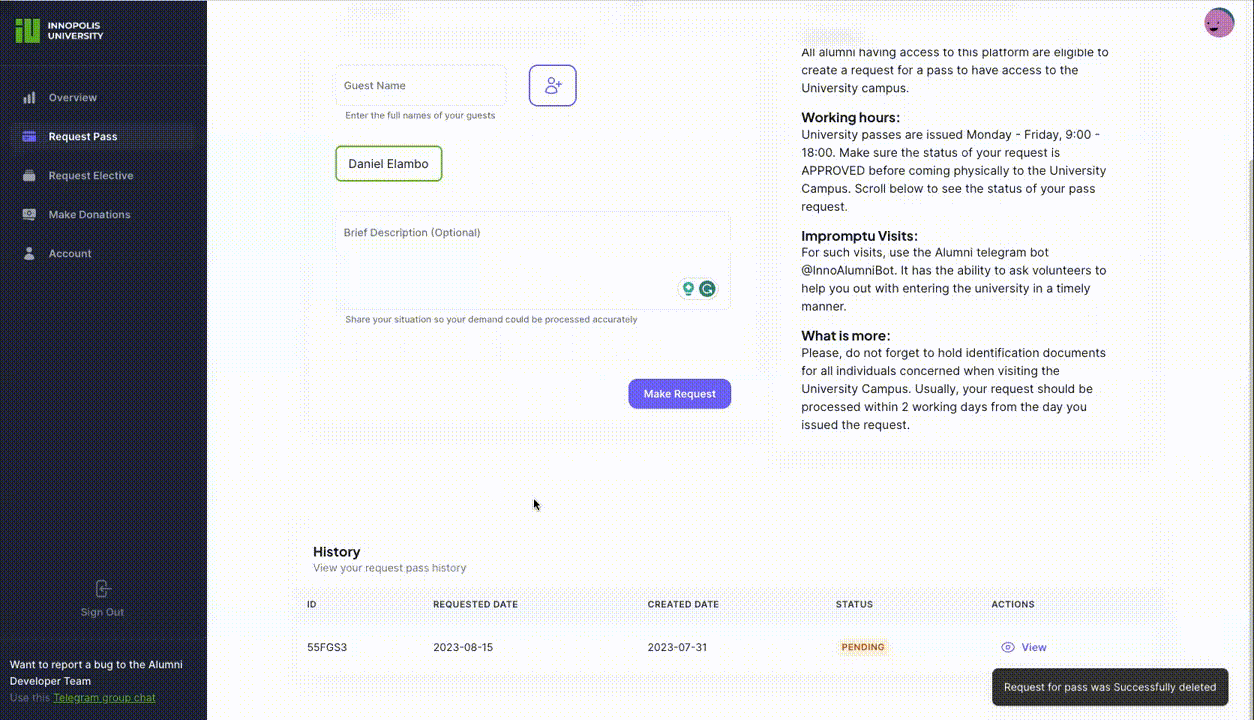 INNOPOLIS
UNIVERSITY
Overview
Request Pass
Request Elective
Make Donations
Account
Sign Out
Want to report a bug to the Alumni
Developer Team
Use this Telegram group chat
Guest Name
Enter the full names of your guests
Daniel Elambo
Brief Description (Optional)
Share your situation so your demand could be processed accurately
Make Request
All alumni having access to this platform are eligible to
create a request for a pass to have access to the
University campus.
Working hours:
University passes are issued Monday - Friday, 9:00 -
18:00. Make sure the status of your request is
APPROVED before coming physically to the University
Campus. Scroll below to see the status of your pass
request.
Impromptu Visits:
For such visits, use the Alumni telegram bot
@InnoAlumniBot. It has the ability to ask volunteers to
help you out with entering the university in a timely
manner.
What is more:
Please, do not forget to hold identification documents
for all individuals concerned when visiting the
University Campus. Usually, your request should be
processed within 2 working days from the day you
issued the request.
History
View your request pass history
ID REQUESTED DATE CREATED DATE STATUS ACTIONS
55FGS3 2023-08-15 2023-07-31 PENDING View
Request for pass was Successfully deleted